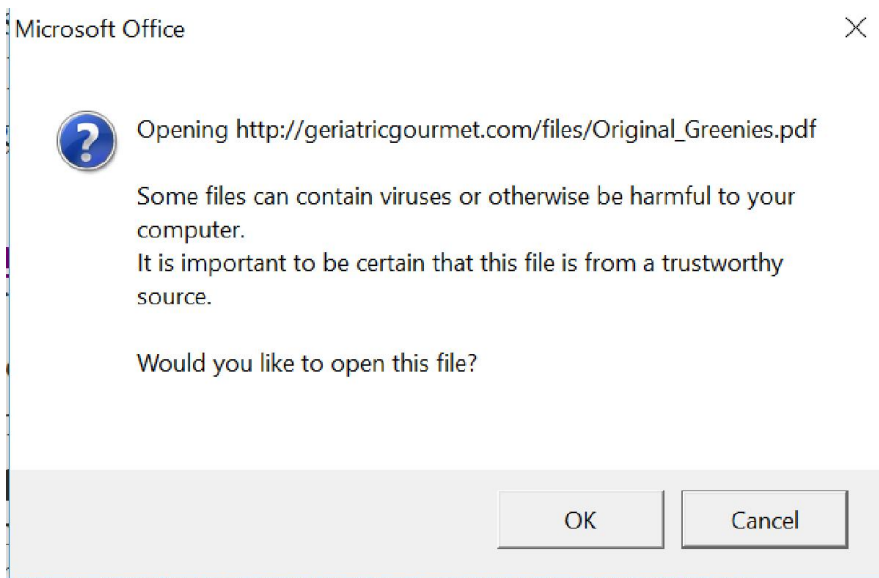 Microsoft Office
Opening http://geriatricgourmet.com/files/Original_Greenies.pdf
Some files can contain viruses or otherwise be harmful to your
computer.
It is important to be certain that this file is from a trustworthy
source.
Would you like to open this file?
OK
Cancel